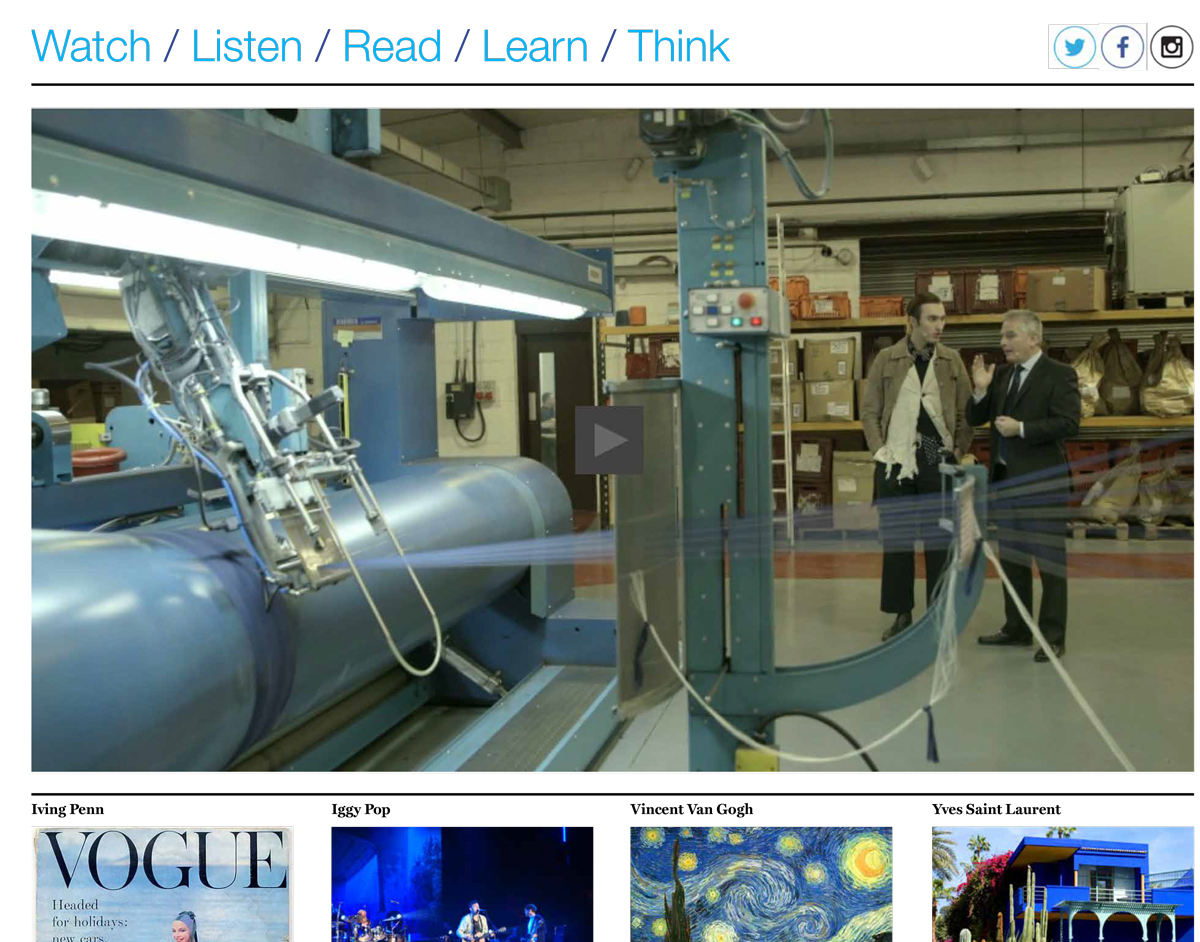 Watch / Listen / Read / Learn / Think
Iving Penn
Iggy Pop
Vincent Van Gogh
Yves Saint Laurent
VOGUE
Headed
for holidays:
new cars